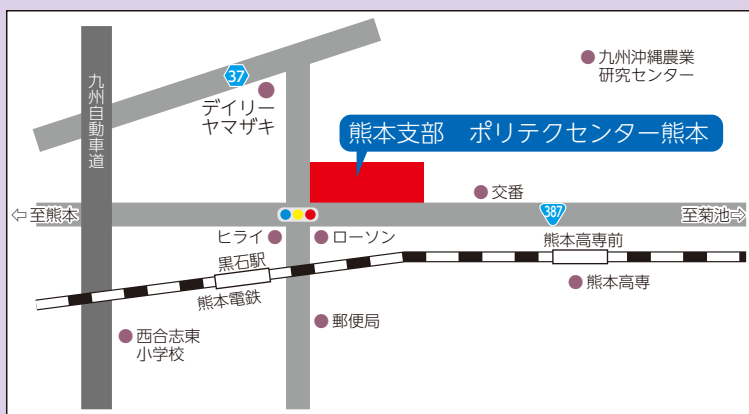 37
九州沖縄農業
研究センター
九州自動車道
デイリー
ヤマザキ
熊本支部　ポリテクセンター熊本
交番
至熊本
387
至菊池
ヒライ
ローソン
熊本高専前
黒石駅
熊本電鉄
熊本高専
郵便局
西合志東
小学校